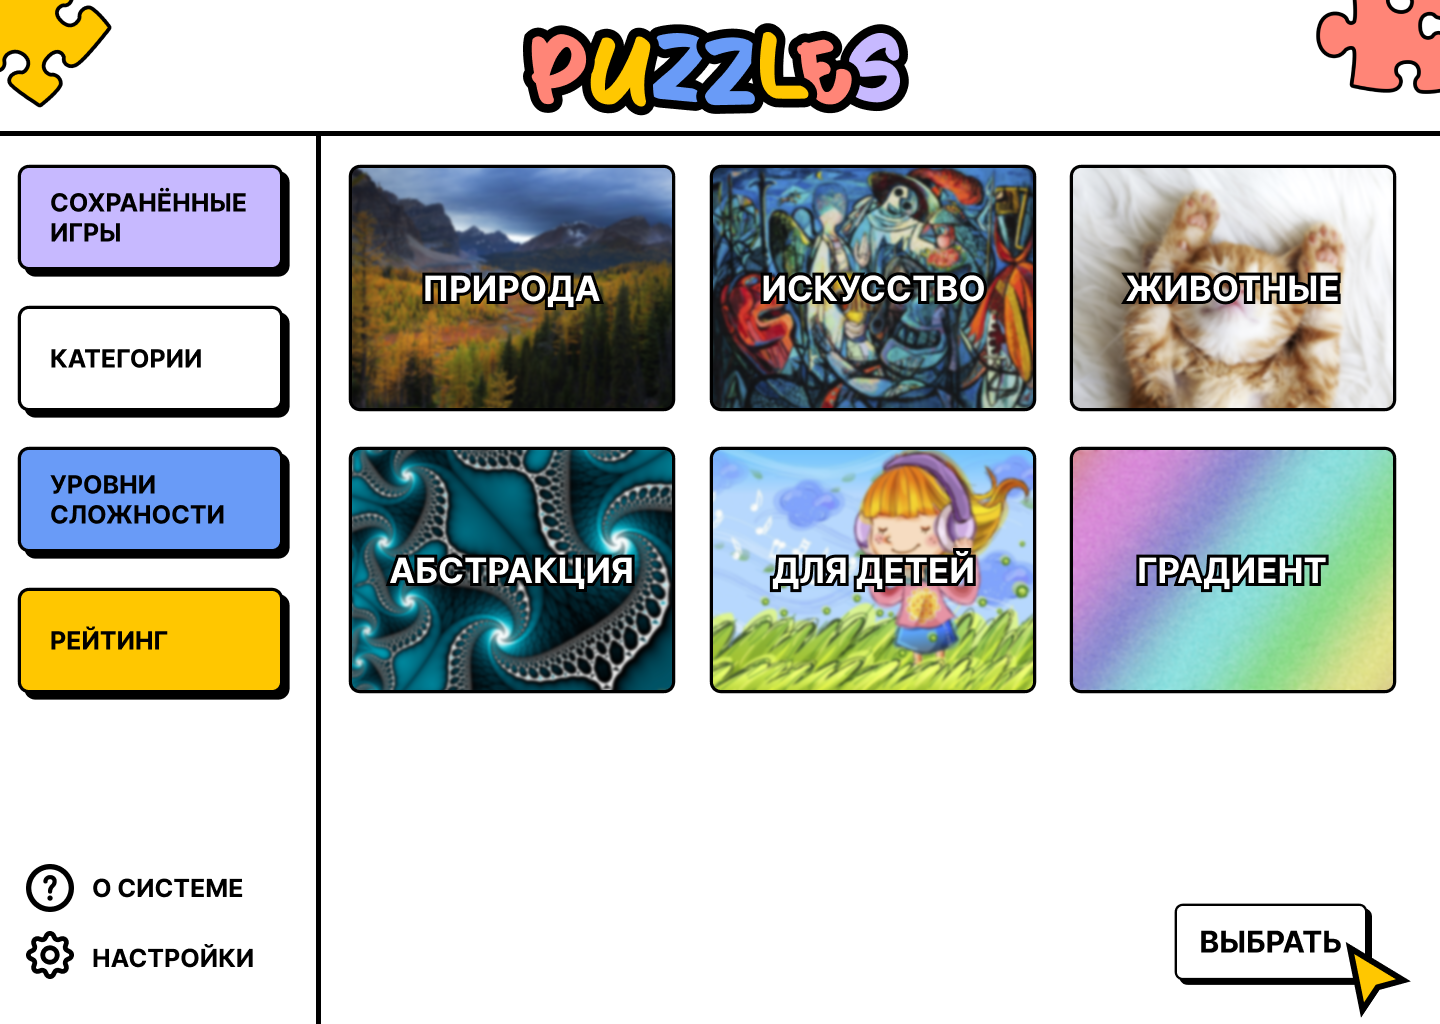 PUZZLES
СОХРАНЁННЫЕ
ИГРЫ
КАТЕГОРИИ
УРОВНИ
СЛОЖНОСТИ
РЕЙТИНГ
О СИСТЕМЕ
НАСТРОЙКИ
ПРИРОДА
ИСКУССТВО
ЖИВОТНЫЕ
АБСТРАКЦИЯ
ДЛЯ ДЕТЕЙ
ГРАДИЕНТ
ВЫБРАТЬ